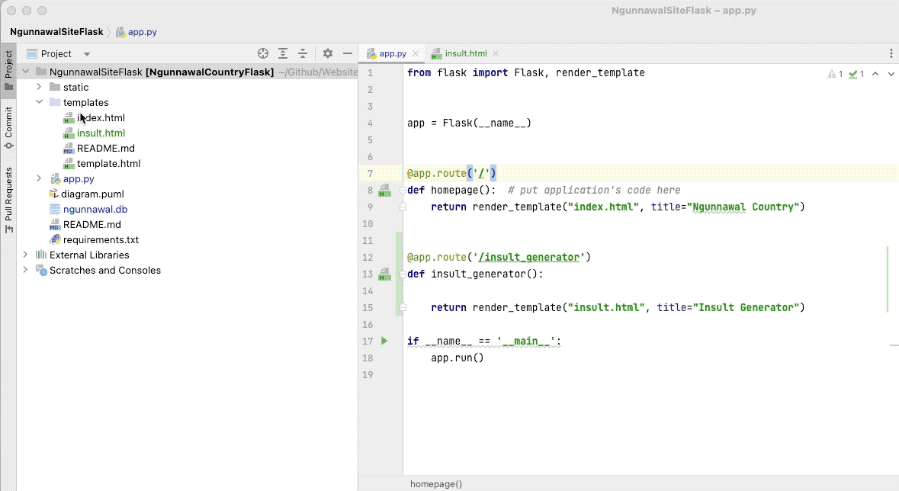 NgunnawalSiteFlask – app.py
NgunnawalSiteFlask
app.py
Project
app.py
insult.html
Project
Commit
Pull Requests
NgunnawalSiteFlask [NgunnawalCountryFlask] ~/Github/Website
static
templates
index.html
insult.html
README.md
template.html
app.py
diagram.puml
ngunnawal.db
README.md
requirements.txt
External Libraries
Scratches and Consoles
1 from flask import Flask, render_template
2
3
4 app = Flask(__name__)
5
6
7 @app.route('/')
8 def homepage():  # put application's code here
9 return render_template("index.html", title="Ngunnawal Country")
10
11
12 @app.route('/insult_generator')
13 def insult_generator():
14
15 return render_template("insult.html", title="Insult Generator")
16
17 if __name__ == '__main__':
18 app.run()
19
1 1
homepage()